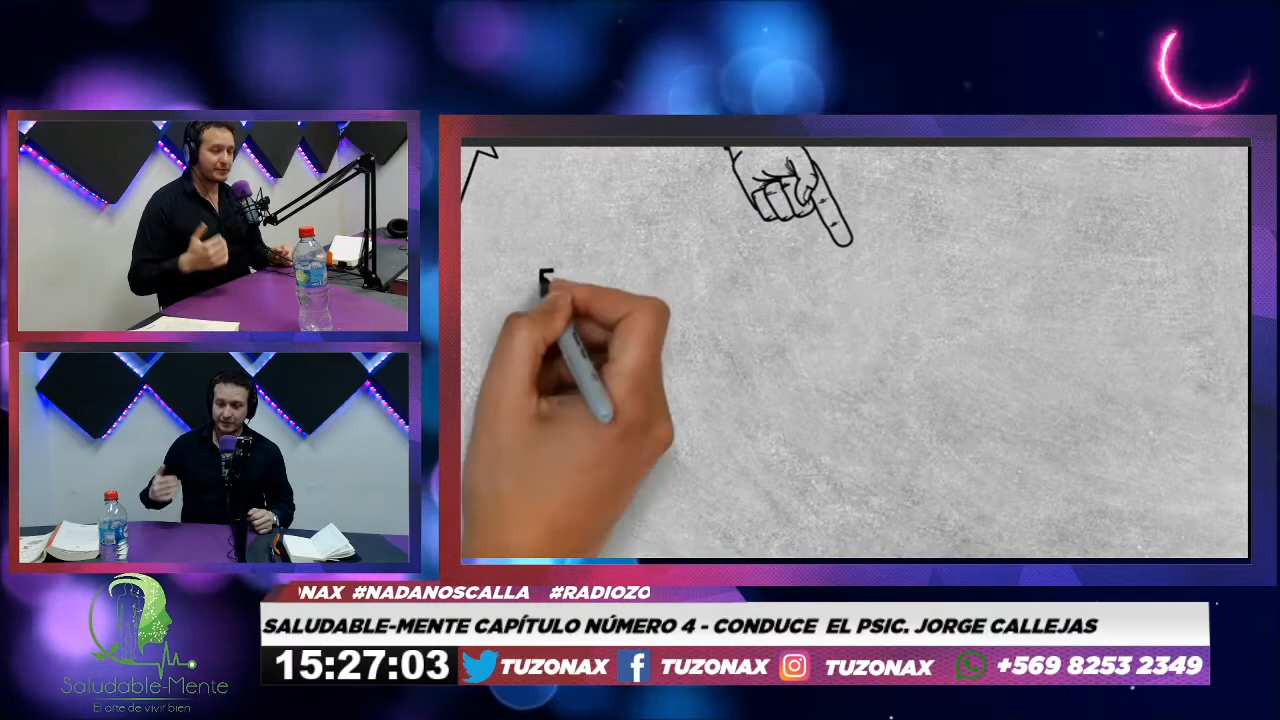 NAX #NADANOSCALLA #RADIOZO
SALUDABLE-MENTE CAPÍTULO NÚMERO 4 - CONDUCE EL PSIC. JORGE CALLEJAS
15:27:03 TUZONAX TUZONAX TUZONAX +569 8253 2349
Saludable-Mente
El arte de vivir bien